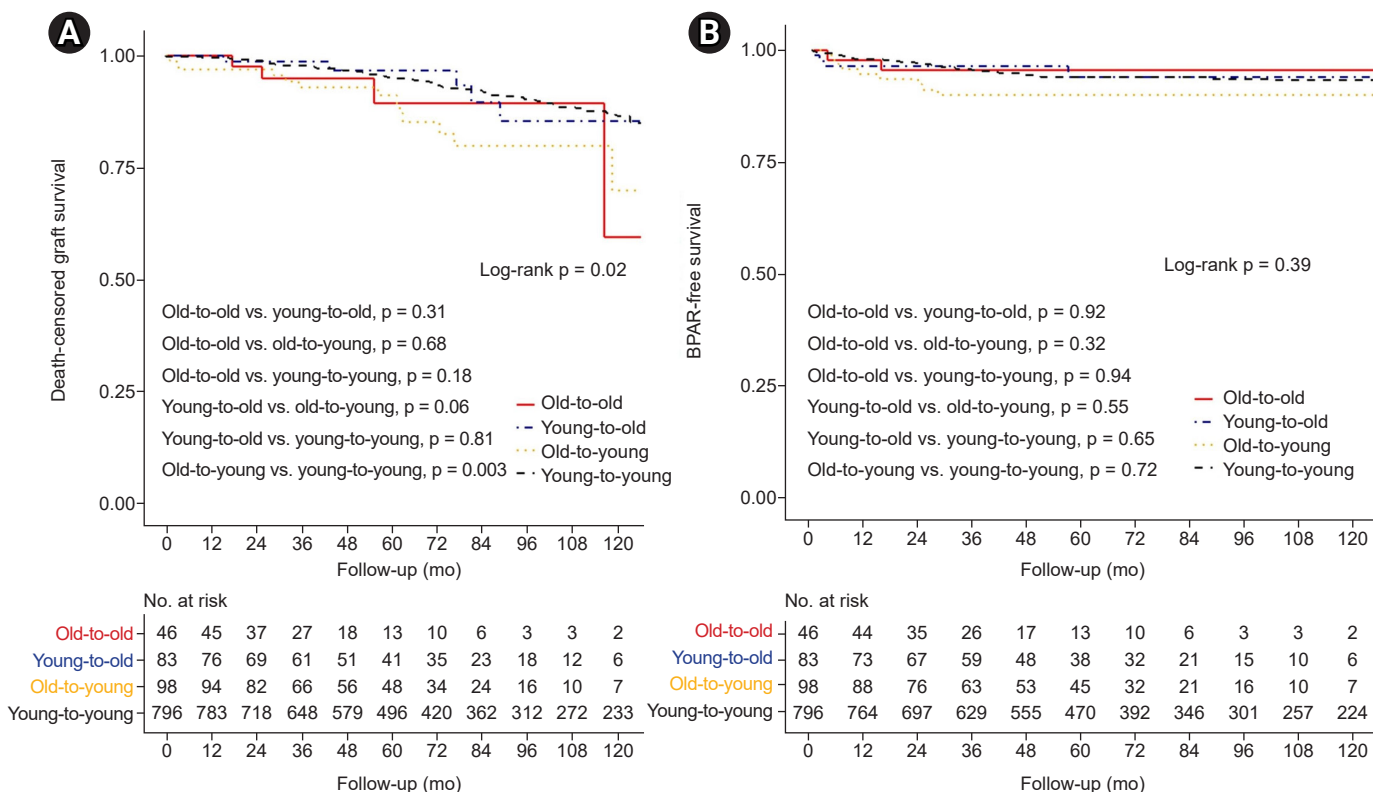 A
1.00
0.75
0.50
0.25
0.00
Death-censored graft survival
Log-rank p = 0.02
Old-to-old vs. young-to-old, p = 0.31
Old-to-old vs. old-to-young, p = 0.68
Old-to-old vs. young-to-young, p = 0.18
Young-to-old vs. old-to-young, p = 0.06
Young-to-old vs. young-to-young, p = 0.81
Old-to-young vs. young-to-young, p = 0.003
Old-to-old
Young-to-old
Old-to-young
Young-to-young
0 12 24 36 48 60 72 84 96 108 120
Follow-up (mo)
No. at risk
Old-to-old 46 45 37 27 18 13 10 6 3 3 2
Young-to-old 83 76 69 61 51 41 35 23 18 12 6
Old-to-young 98 94 82 66 56 48 34 24 16 10 7
Young-to-young 796 783 718 648 579 496 420 362 312 272 233
0 12 24 36 48 60 72 84 96 108 120
Follow-up (mo)
B
1.00
0.75
0.50
0.25
0.00
BPAR-free survival
Log-rank p = 0.39
Old-to-old vs. young-to-old, p = 0.92
Old-to-old vs. old-to-young, p = 0.32
Old-to-old vs. young-to-young, p = 0.94
Young-to-old vs. old-to-young, p = 0.55
Young-to-old vs. young-to-young, p = 0.65
Old-to-young vs. young-to-young, p = 0.72
Old-to-old
Young-to-old
Old-to-young
Young-to-young
0 12 24 36 48 60 72 84 96 108 120
Follow-up (mo)
No. at risk
Old-to-old 46 44 35 26 17 13 10 6 3 3 2
Young-to-old 83 73 67 59 48 38 32 21 15 10 6
Old-to-young 98 88 76 63 53 45 32 21 16 10 7
Young-to-young 796 764 697 629 555 470 392 346 301 257 224
0 12 24 36 48 60 72 84 96 108 120
Follow-up (mo)